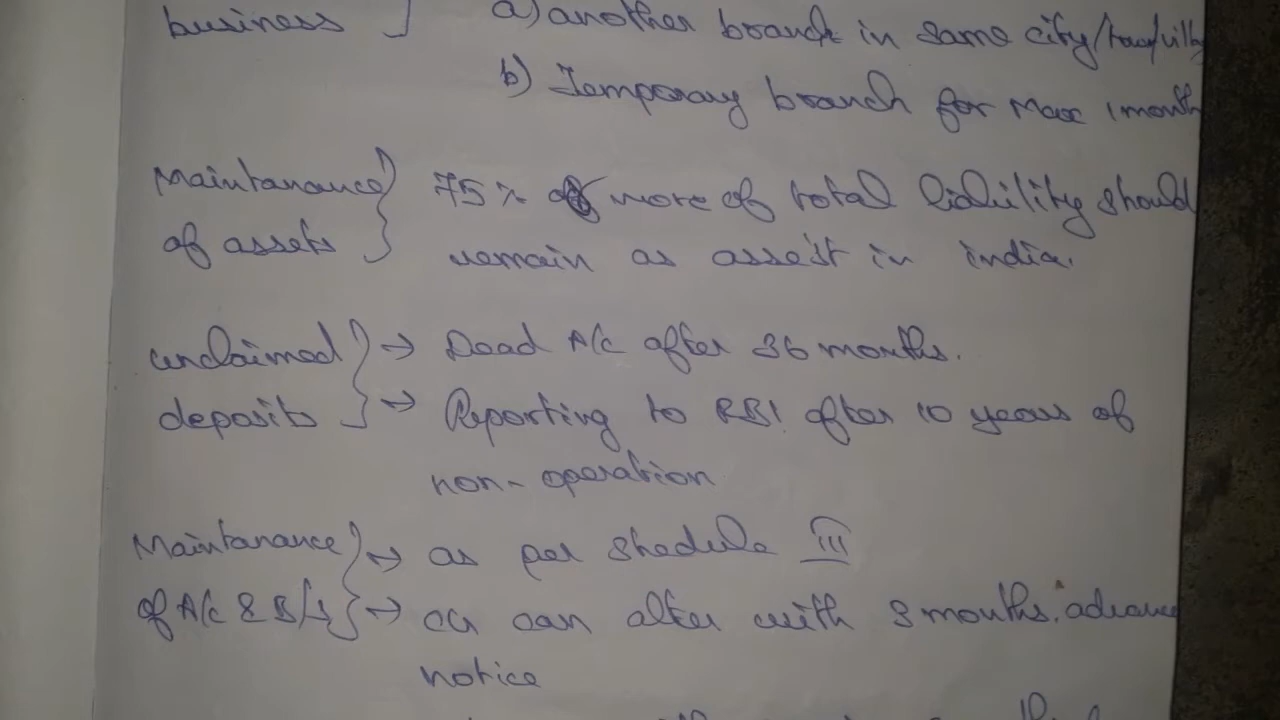 business ] a) another branch in same city/town/villg
b) Temporary branch for max 1 month
Maintanance 75% or more of total liability should
of assets } remain as asseit in india.
unclaimed → Dead A/c after 36 months.
deposits } → Reporting to RBI after 10 years of
non-operation
Maintanance → as per shedule III
of A/c & B/s } → CG can alter with 3 months. advance
notice